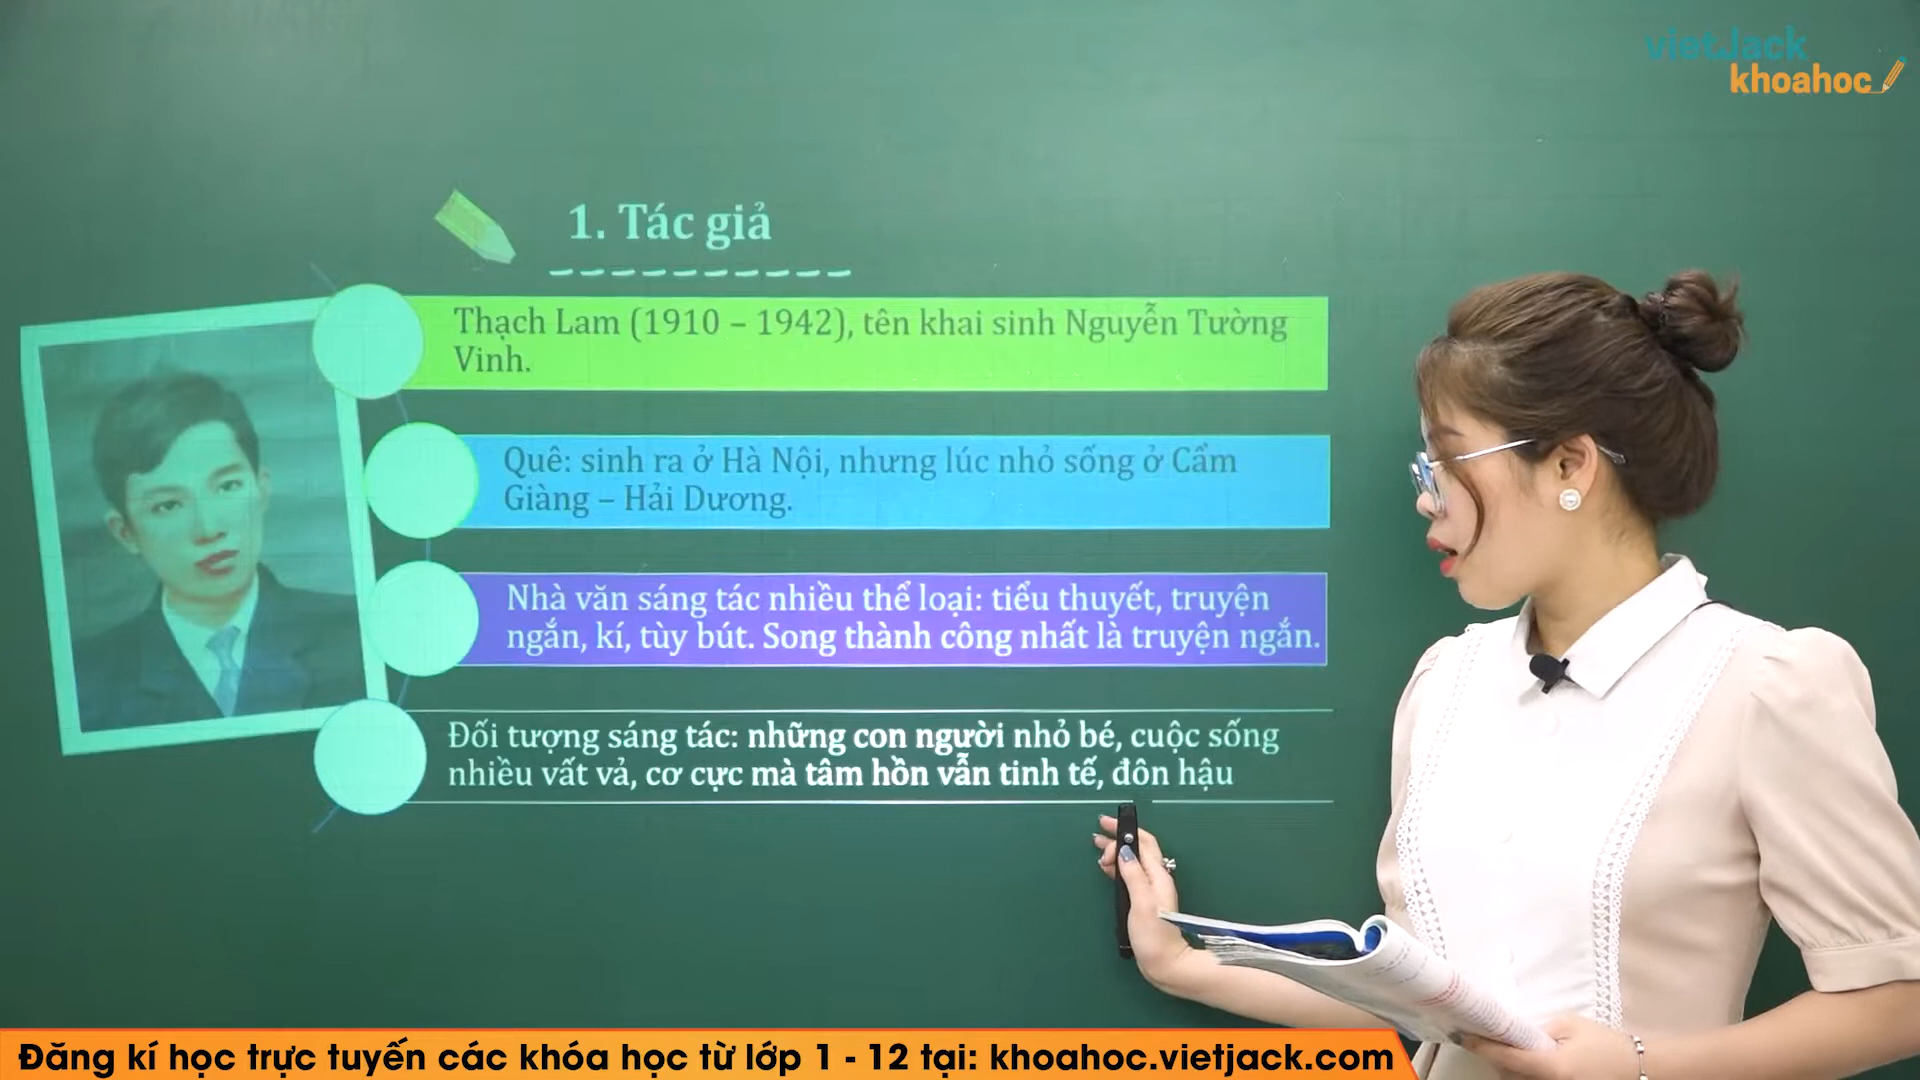 vietJack
khoahoc
1. Tác giả
Thạch Lam (1910 – 1942), tên khai sinh Nguyễn Tường
Vinh.
Quê: sinh ra ở Hà Nội, nhưng lúc nhỏ sống ở Cẩm
Giàng – Hải Dương.
Nhà văn sáng tác nhiều thể loại: tiểu thuyết, truyện
ngắn, kí, tùy bút. Song thành công nhất là truyện ngắn.
Đối tượng sáng tác: những con người nhỏ bé, cuộc sống
nhiều vất vả, cơ cực mà tâm hồn vẫn tinh tế, đôn hậu
Đăng kí học trực tuyến các khóa học từ lớp 1 - 12 tại: khoahoc.vietjack.com